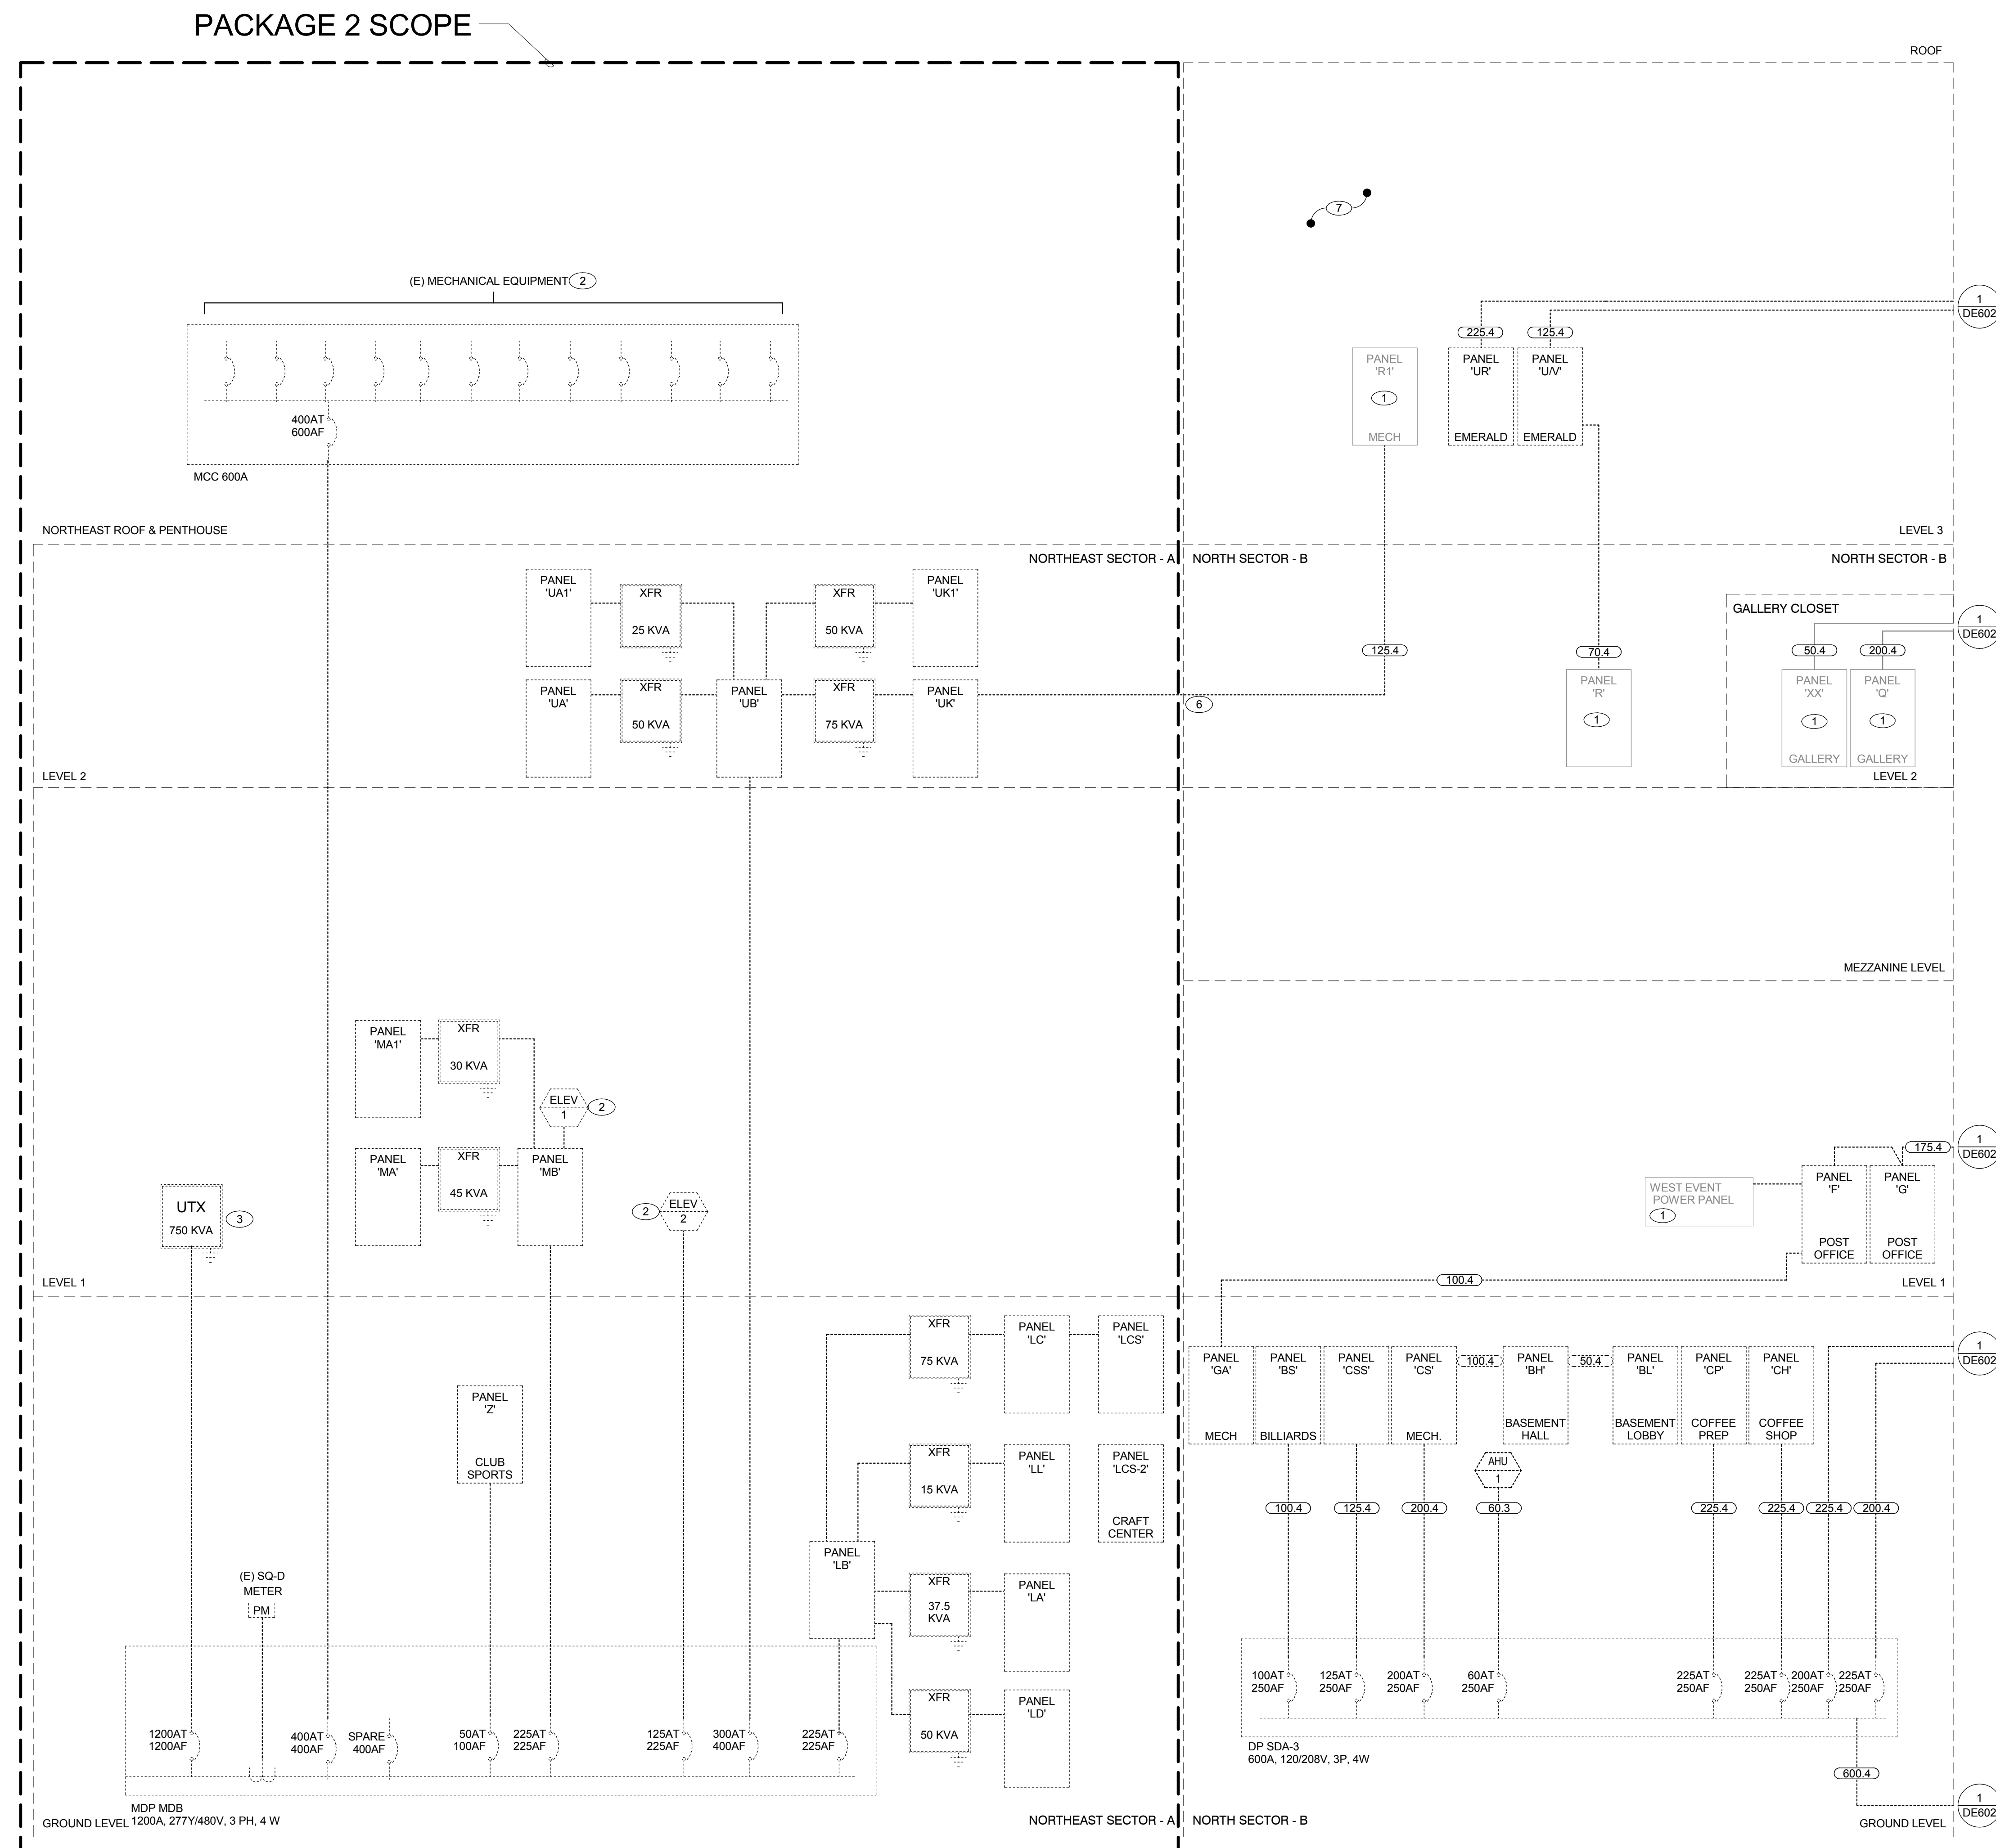 PACKAGE 2 SCOPE
ROOF
7
(E) MECHANICAL EQUIPMENT 2
1
DE602
225.4
125.4
PANEL
'R1'
1
MECH
PANEL
'UR'
EMERALD
PANEL
'U/V'
EMERALD
400AT
600AF
MCC 600A
NORTHEAST ROOF & PENTHOUSE
LEVEL 3
NORTHEAST SECTOR - A
NORTH SECTOR - B
NORTH SECTOR - B
PANEL
'UA1'
XFR
25 KVA
XFR
50 KVA
PANEL
'UK1'
GALLERY CLOSET
1
DE602
125.4
70.4
50.4
200.4
PANEL
'UA'
XFR
50 KVA
PANEL
'UB'
XFR
75 KVA
PANEL
'UK'
6
PANEL
'R'
1
PANEL
'XX'
1
GALLERY
PANEL
'Q'
1
GALLERY
LEVEL 2
LEVEL 2
MEZZANINE LEVEL
PANEL
'MA1'
XFR
30 KVA
ELEV
1
2
PANEL
'MA'
XFR
45 KVA
PANEL
'MB'
UTX
750 KVA
3
2
ELEV
2
175.4
1
DE602
WEST EVENT
POWER PANEL
1
PANEL
'F'
POST
OFFICE
PANEL
'G'
POST
OFFICE
100.4
LEVEL 1
LEVEL 1
XFR
75 KVA
PANEL
'LC'
PANEL
'LCS'
PANEL
'Z'
CLUB
SPORTS
XFR
15 KVA
PANEL
'LL'
PANEL
'LCS-2'
CRAFT
CENTER
PANEL
'LB'
XFR
37.5
KVA
PANEL
'LA'
XFR
50 KVA
PANEL
'LD'
(E) SQ-D
METER
PM
1200AT
1200AF
400AT
400AF
SPARE
400AF
50AT
100AF
225AT
225AF
125AT
225AF
300AT
400AF
225AT
225AF
MDP MDB
1200A, 277Y/480V, 3 PH, 4 W
GROUND LEVEL
NORTHEAST SECTOR - A
PANEL
'GA'
MECH
PANEL
'BS'
BILLIARDS
PANEL
'CSS'
PANEL
'CS'
MECH.
100.4
PANEL
'BH'
BASEMENT
HALL
50.4
PANEL
'BL'
BASEMENT
LOBBY
PANEL
'CP'
COFFEE
PREP
PANEL
'CH'
COFFEE
SHOP
1
DE602
AHU
1
100.4
125.4
200.4
60.3
225.4
225.4
225.4
200.4
100AT
250AF
125AT
250AF
200AT
250AF
60AT
250AF
225AT
250AF
225AT
250AF
200AT
250AF
225AT
250AF
DP SDA-3
600A, 120/208V, 3P, 4W
600.4
1
DE602
NORTH SECTOR - B
GROUND LEVEL